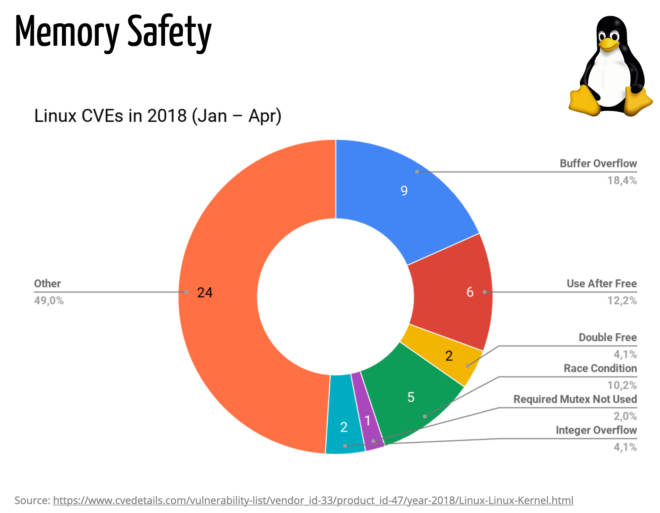 Memory Safety
Linux CVEs in 2018 (Jan – Apr)
Buffer Overflow
18,4%
9
Use After Free
12,2%
6
Other
49,0%
24
Double Free
4,1%
2
Race Condition
10,2%
5
Required Mutex Not Used
2,0%
1
Integer Overflow
4,1%
2
Source: https://www.cvedetails.com/vulnerability-list/vendor_id-33/product_id-47/year-2018/Linux-Linux-Kernel.html